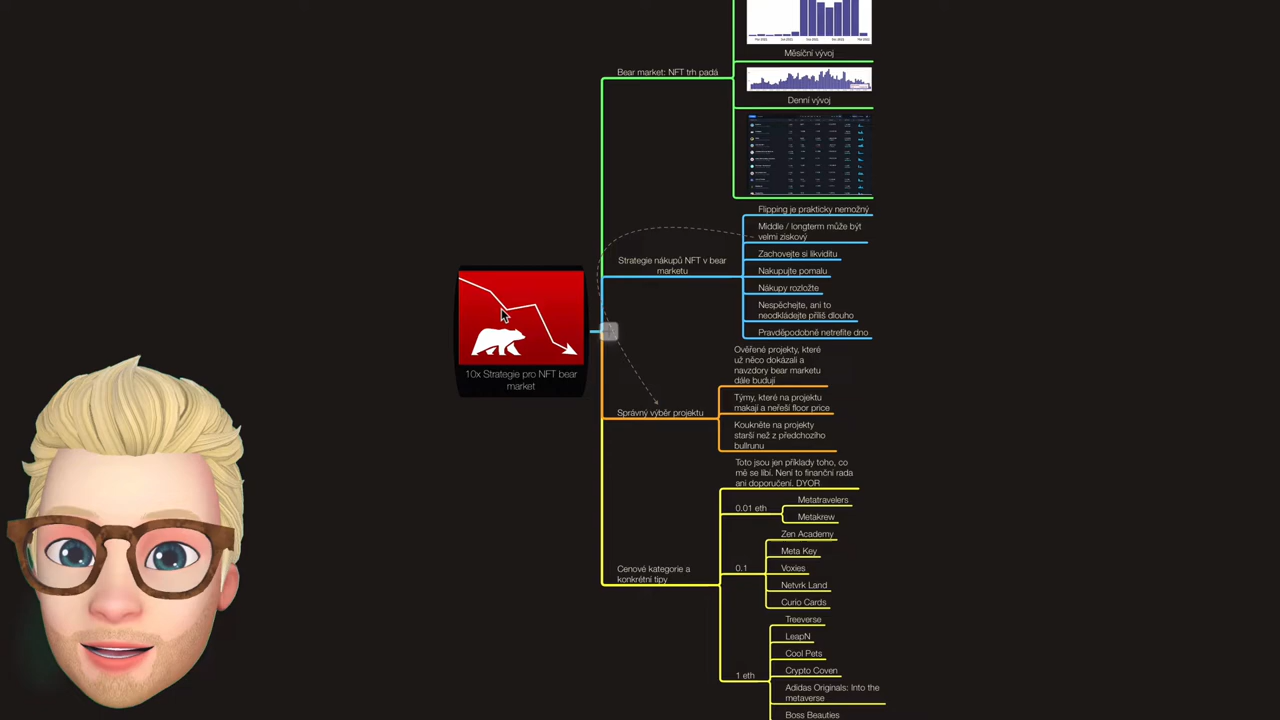 Měsíční vývoj
Bear market: NFT trh padá
Denní vývoj
Flipping je prakticky nemožný
Middle / longterm může být
velmi ziskový
Zachovejte si likviditu
Strategie nákupů NFT v bear
marketu
Nakupujte pomalu
Nákupy rozložte
Nespěchejte, ani to
neodkládejte příliš dlouho
Pravděpodobně netrefíte dno
10x Strategie pro NFT bear
market
Ověřené projekty, které
už něco dokázali a
navzdory bear marketu
dále budují
Týmy, které na projektu
makají a neřeší floor price
Správný výběr projektu
Koukněte na projekty
starší než z předchozího
bullrunu
Toto jsou jen příklady toho, co
mě se líbí. Není to finanční rada
ani doporučení. DYOR
0.01 eth
Metatravelers
Metakrew
Cenové kategorie a
konkrétní tipy
0.1
Zen Academy
Meta Key
Voxies
Netvrk Land
Curio Cards
1 eth
Treeverse
LeapN
Cool Pets
Crypto Coven
Adidas Originals: Into the
metaverse
Boss Beauties